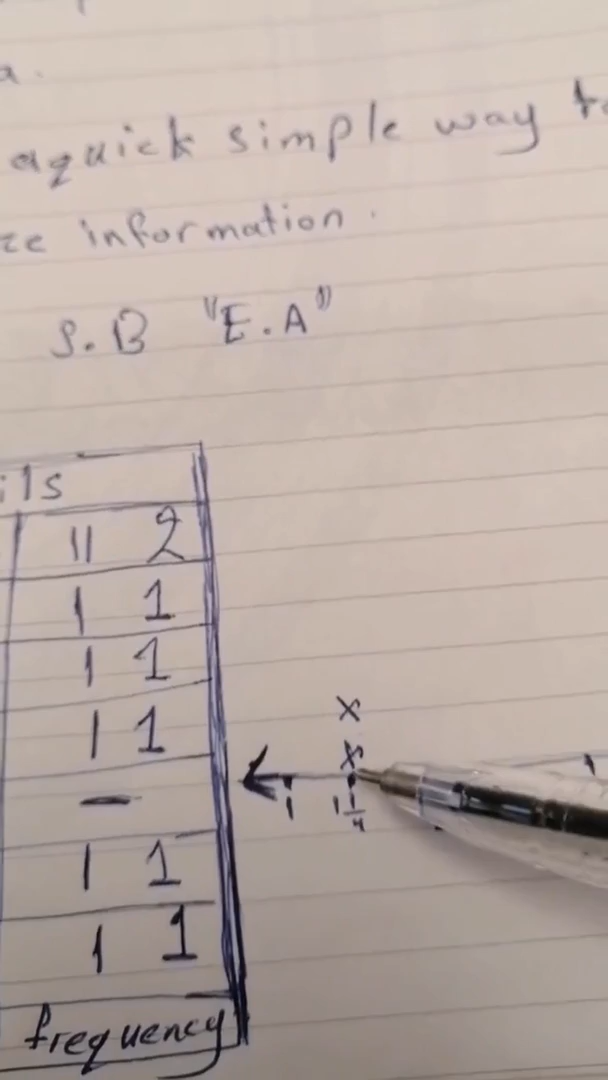 a.
a quick simple way to
ze information.
S.B "E.A"
ils
|| 2
| 1
| 1
| 1
—
| 1
| 1
frequency
x
x
1 1 1/4